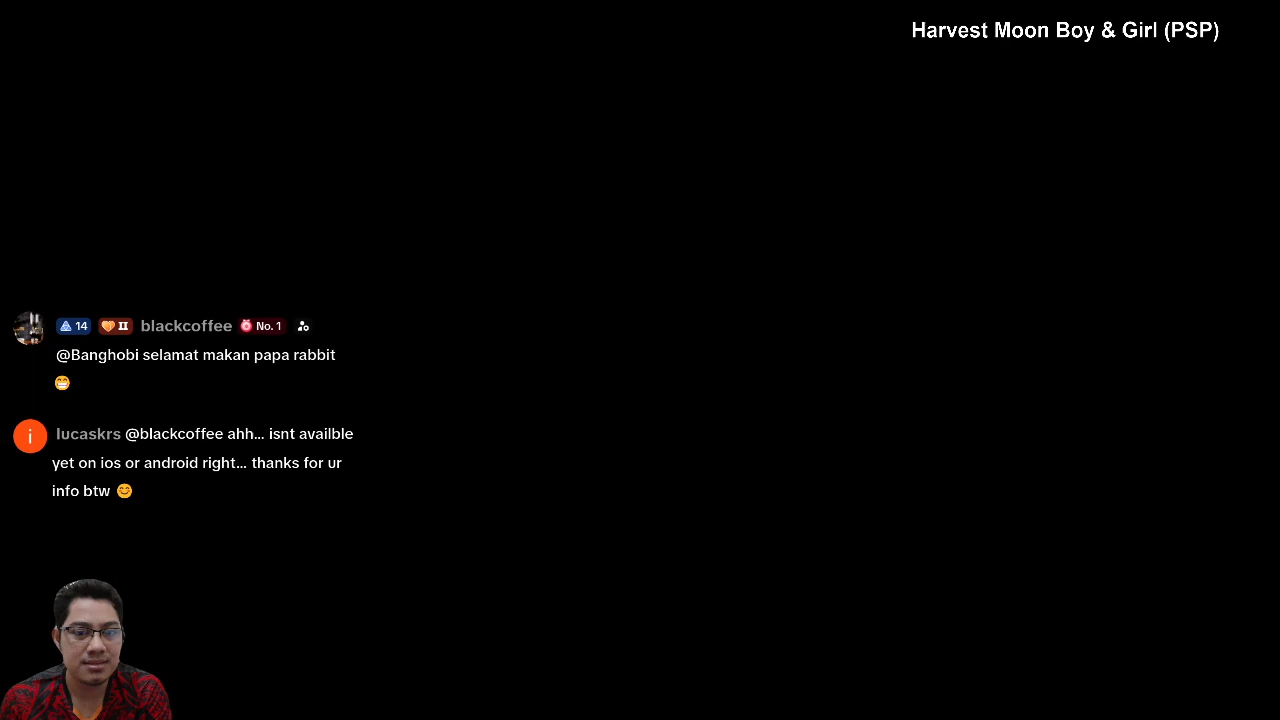 Harvest Moon Boy & Girl (PSP)
14 II blackcoffee No. 1
@Banghobi selamat makan papa rabbit
😁
i lucaskrs @blackcoffee ahh... isnt availble
yet on ios or android right... thanks for ur
info btw 😊